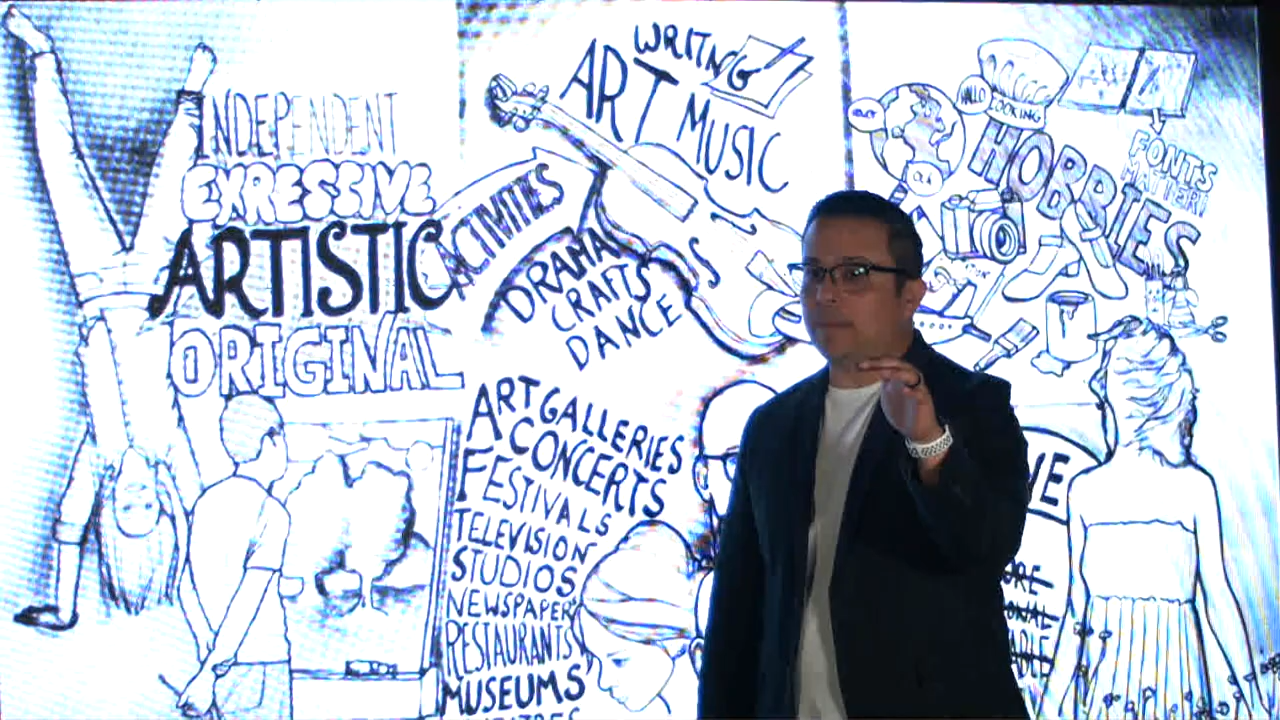 INDEPENDENT
EXRESSIVE
ARTISTIC
ORIGINAL
ACTIVITIES
WRITING
ART
MUSIC
DRAMA
CRAFTS
DANCE
ART GALLERIES
CONCERTS
FESTIVALS
TELEVISION
STUDIOS
NEWSPAPERS
RESTAURANTS
MUSEUMS
COOKING
HOBBIES
FONTS
MATTER!!